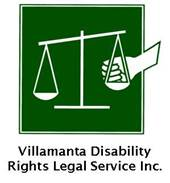 Villamanta Disability
Rights Legal Service Inc.